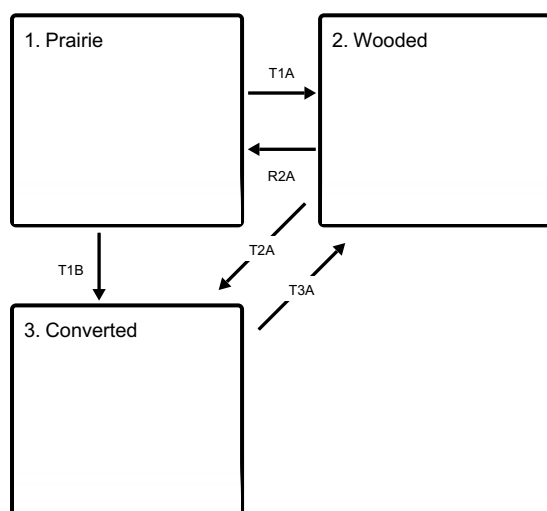 1. Prairie
2. Wooded
T1A
R2A
T1B
T2A
T3A
3. Converted